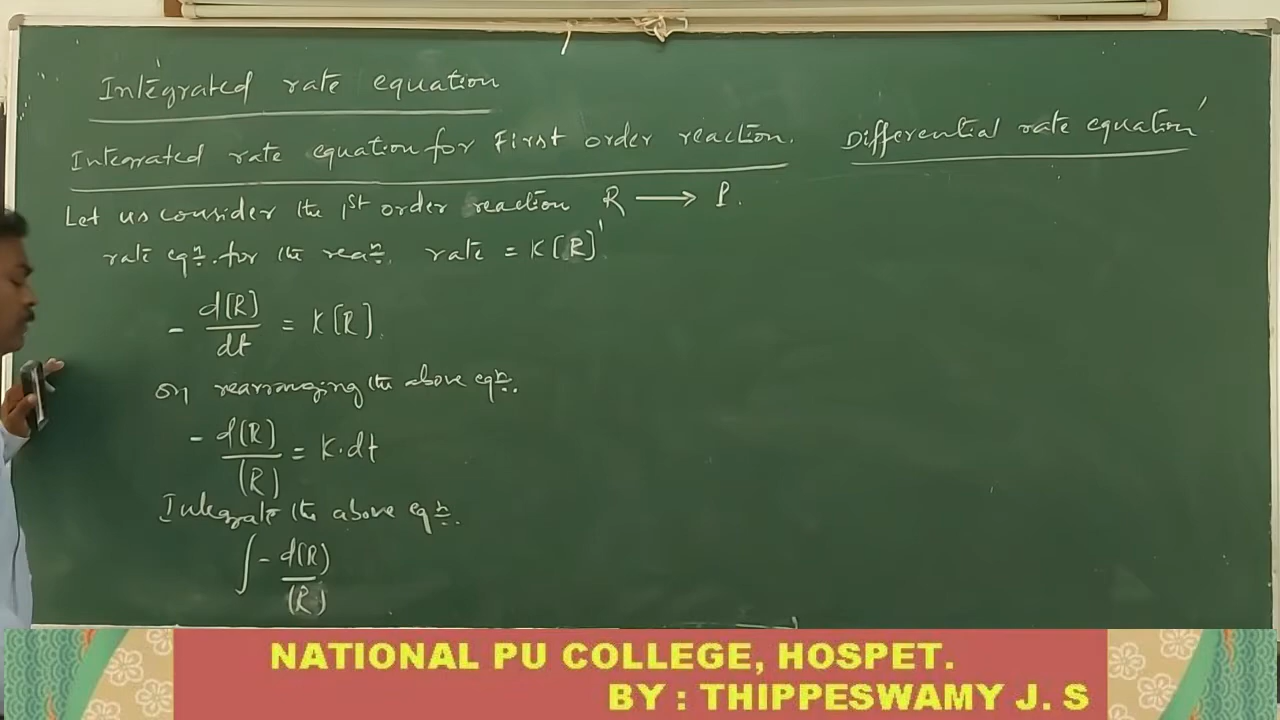 Integrated rate equation
Integrated rate equation for First order reaction.
Differential rate equation
Let us consider the 1st order reaction R ⟶ P.
rate eqn. for the rean. rate = K[R]¹
- d[R]/dt = K[R].
on rearranging the above eqn.
- d[R]/[R] = K·dt
Integrate the above eqn.
∫ - d[R]/[R]
NATIONAL PU COLLEGE, HOSPET.
BY : THIPPESWAMY J. S